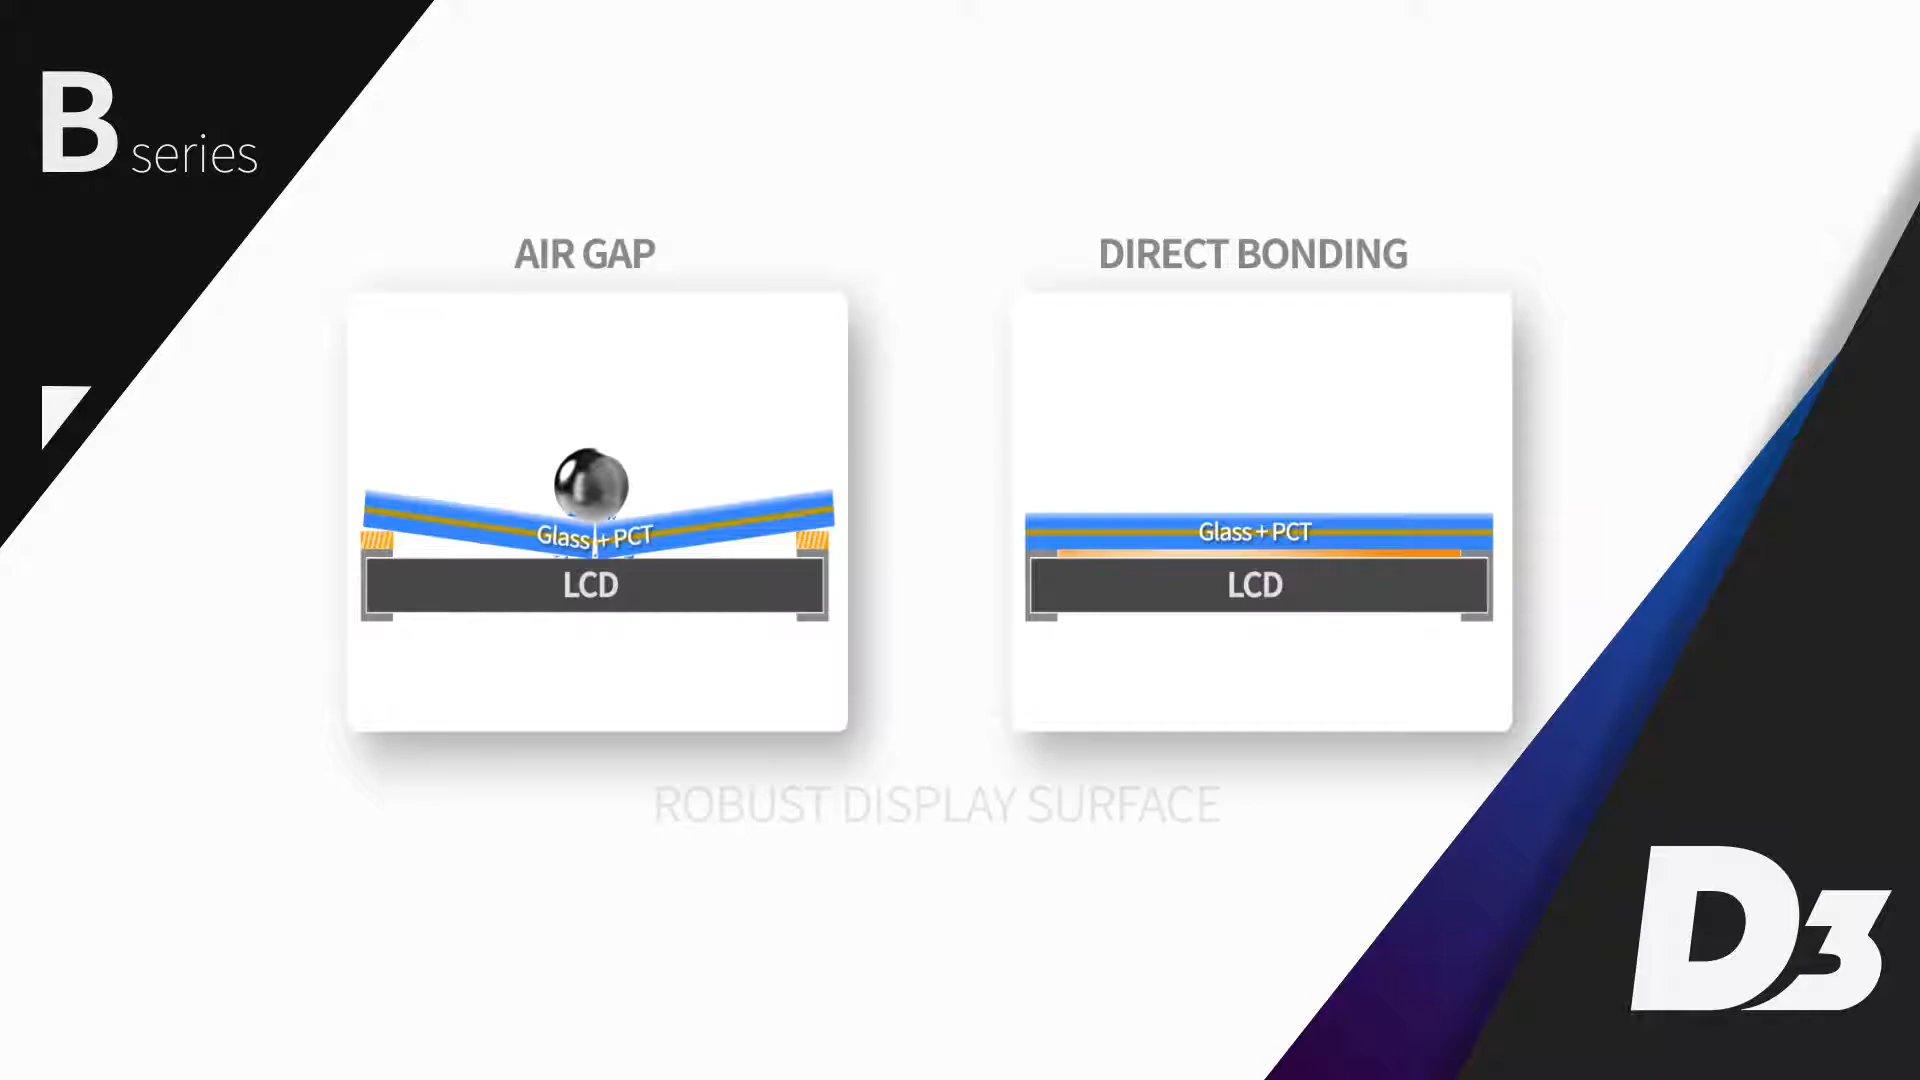 B series
AIR GAP
DIRECT BONDING
Glass + PCT
LCD
Glass + PCT
LCD
ROBUST DISPLAY SURFACE
D3